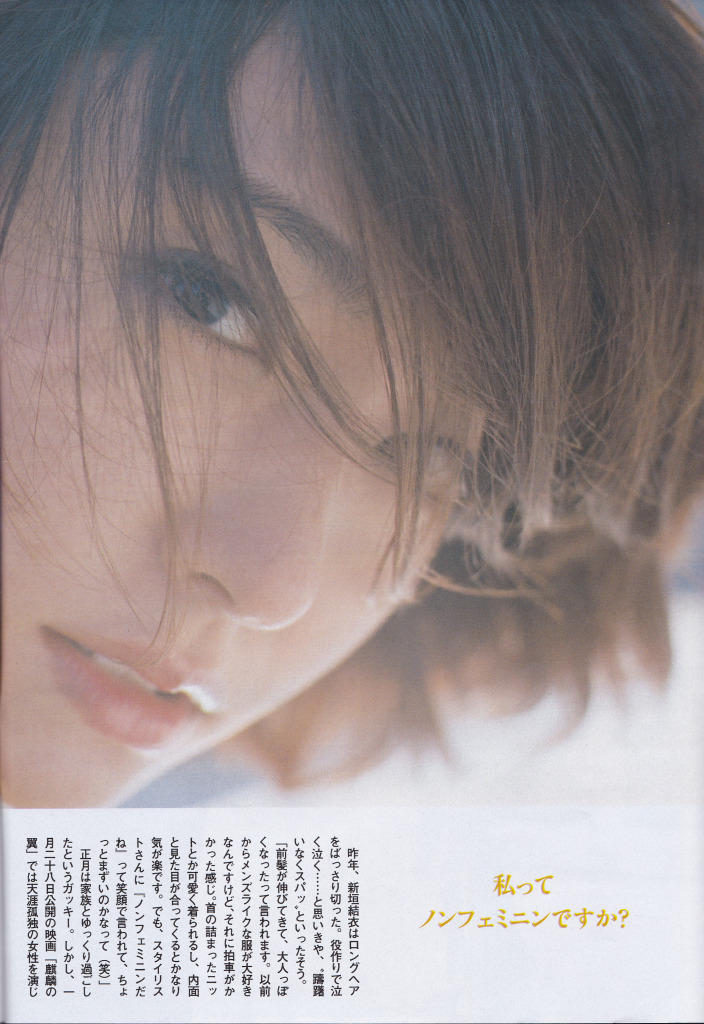 私って
ノンフェミニンですか?
昨年、新垣結衣はロングヘア
をばっさり切った。役作りで泣
く泣く……と思いきや、〝躊躇
いなくスパッ〟といったそう。
「前髪が伸びてきて、大人っぽ
くなったって言われます。以前
からメンズライクな服が大好き
なんですけど、それに拍車がか
かった感じ。首の詰まったニッ
トとか可愛く着られるし、内面
と見た目が合ってくるとかなり
気が楽です。でも、スタイリス
トさんに『ノンフェミニンだ
ね』って笑顔で言われて、ちょ
っとまずいのかなって(笑)」
正月は家族とゆっくり過ごし
たというガッキー。しかし、一
月二十八日公開の映画『麒麟の
翼』では天涯孤独の女性を演じ